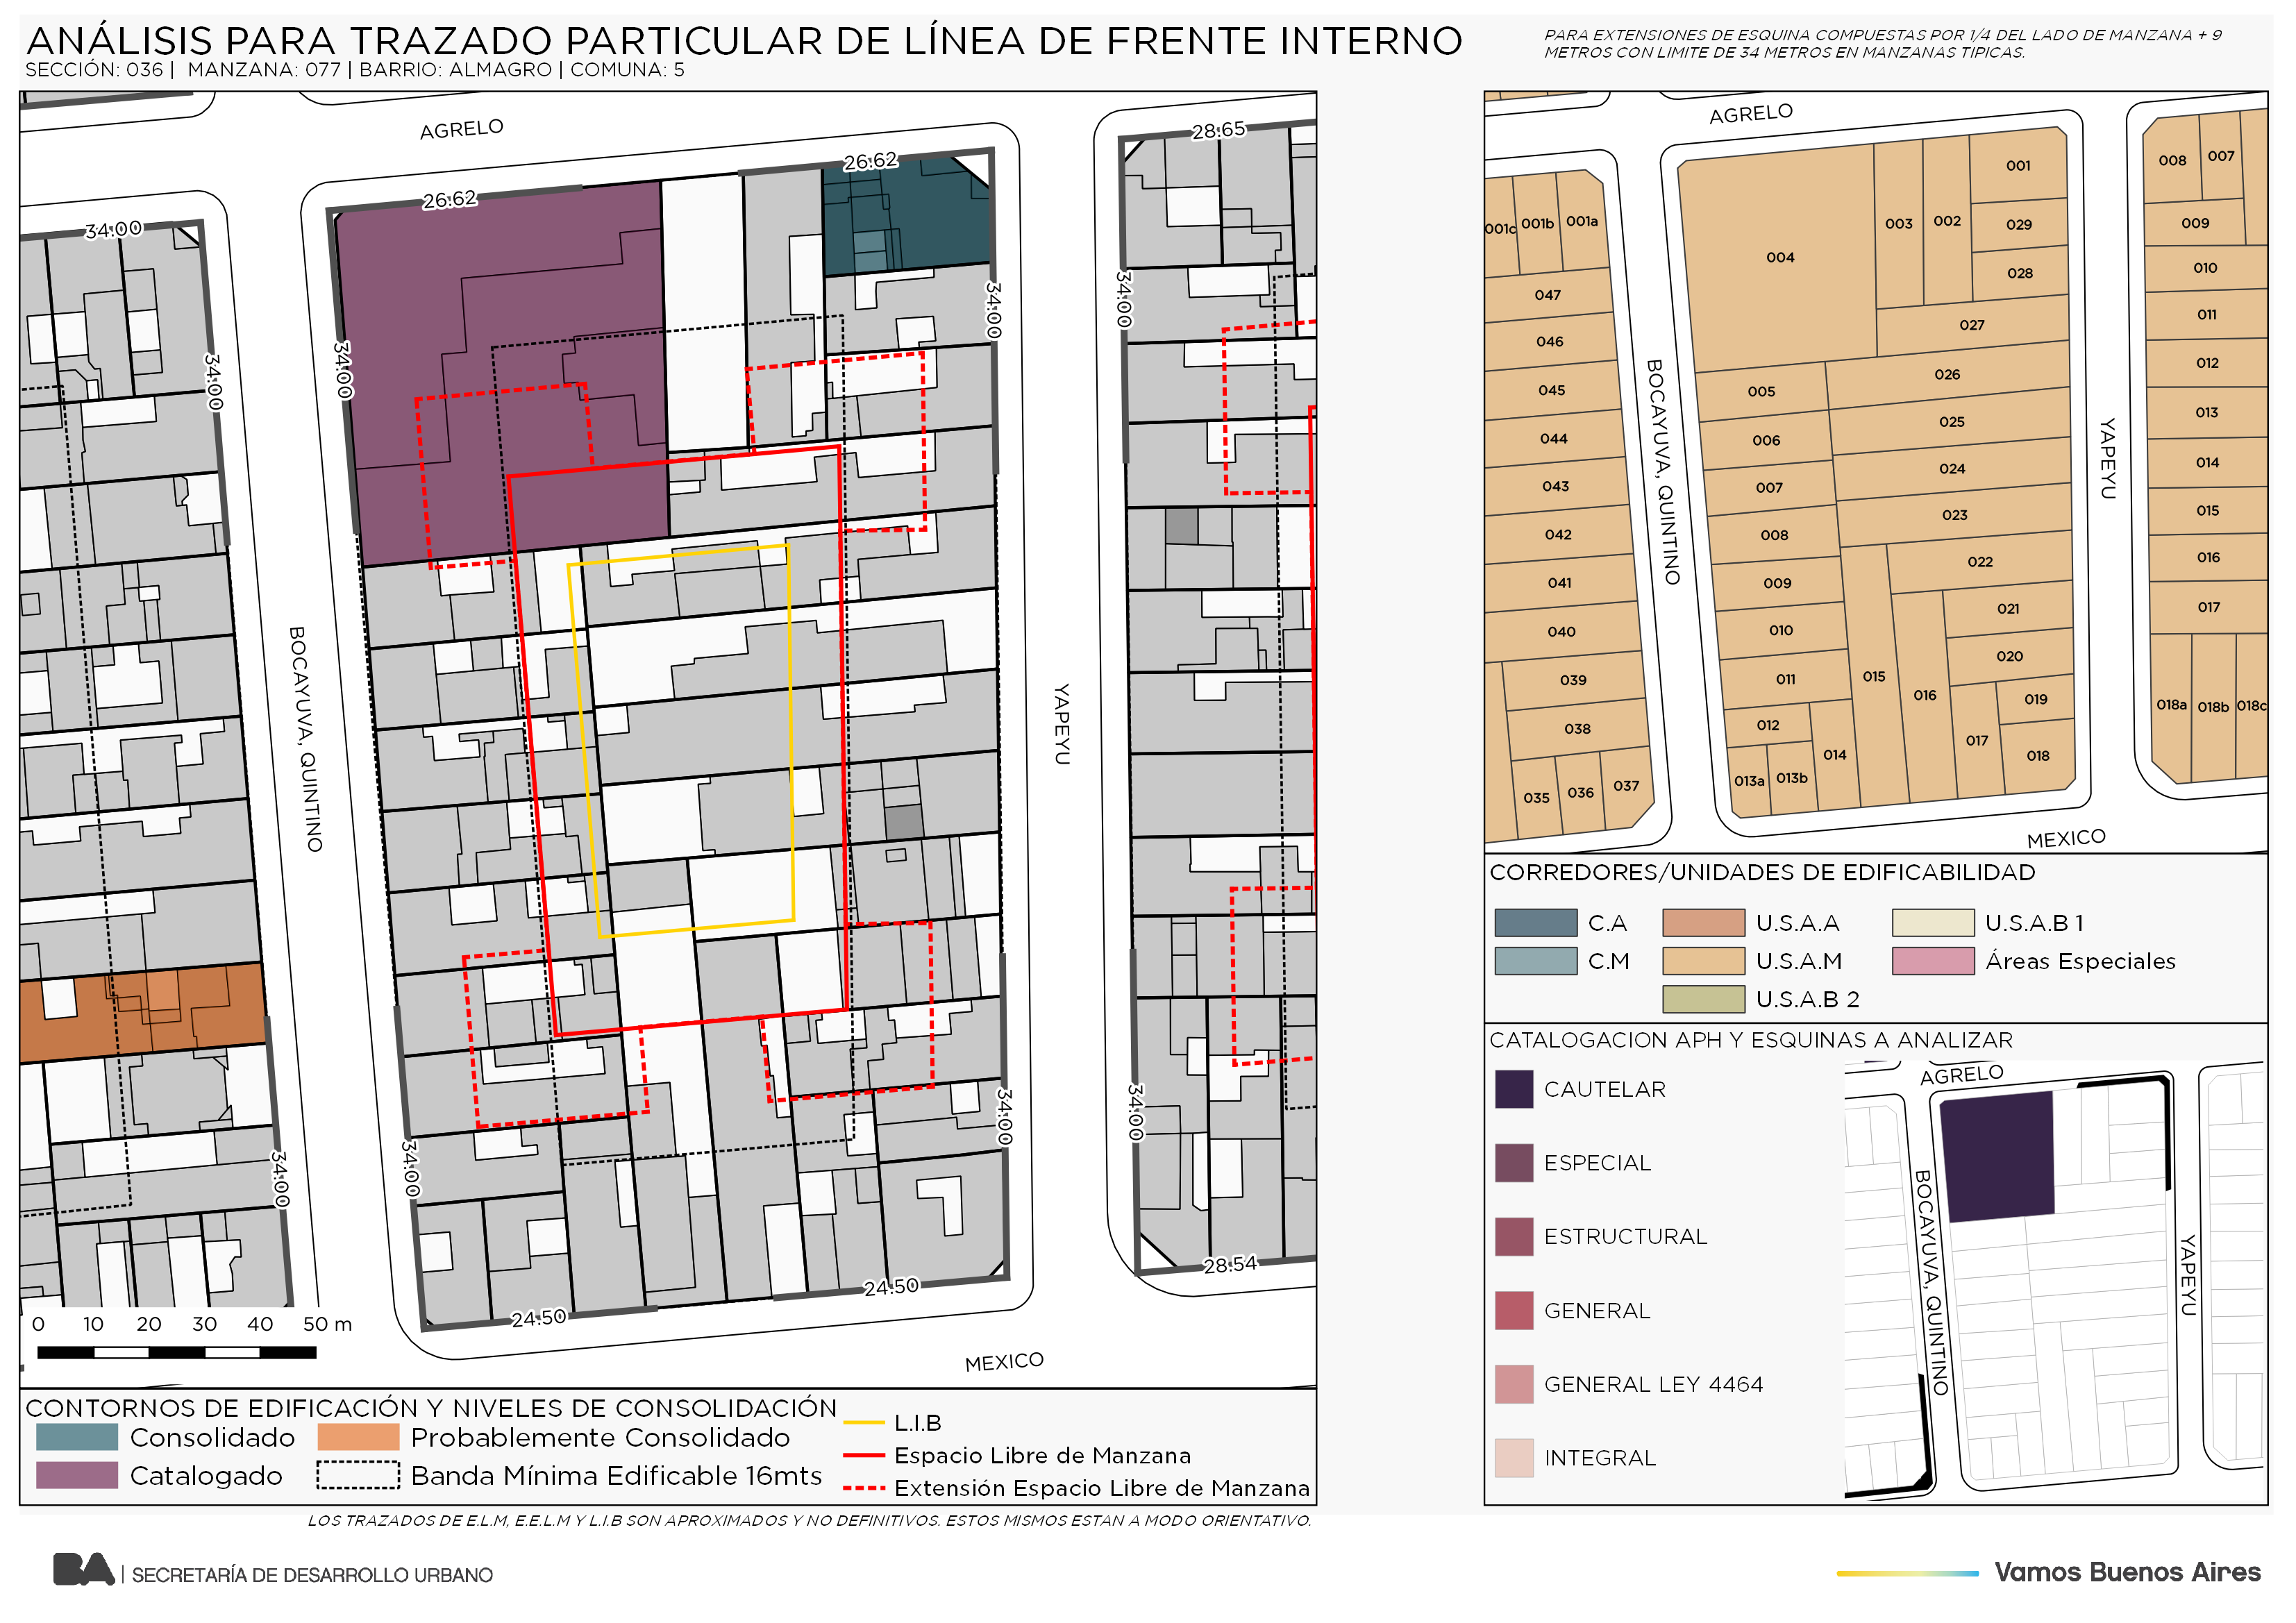 ANÁLISIS PARA TRAZADO PARTICULAR DE LÍNEA DE FRENTE INTERNO
SECCIÓN: 036 | MANZANA: 077 | BARRIO: ALMAGRO | COMUNA: 5
PARA EXTENSIONES DE ESQUINA COMPUESTAS POR 1/4 DEL LADO DE MANZANA + 9
METROS CON LIMITE DE 34 METROS EN MANZANAS TIPICAS.
AGRELO
28.65
26.62
26.62
34.00
34.00
34.00
34.00
34.00
BOCAYUVA, QUINTINO
YAPEYU
34.00
34.00
34.00
34.00
28.54
24.50
24.50
MEXICO
0 10 20 30 40 50 m
CONTORNOS DE EDIFICACIÓN Y NIVELES DE CONSOLIDACIÓN
Consolidado
Probablemente Consolidado
Catalogado
Banda Mínima Edificable 16mts
L.I.B
Espacio Libre de Manzana
Extensión Espacio Libre de Manzana
LOS TRAZADOS DE E.L.M, E.E.L.M Y L.I.B SON APROXIMADOS Y NO DEFINITIVOS. ESTOS MISMOS ESTAN A MODO ORIENTATIVO.
AGRELO
001c 001b 001a
047
046
045
044
043
042
041
040
039
038
035 036 037
BOCAYUVA, QUINTINO
004 003 002 001
029
028
027
026
005
025
006
024
007
023
008
022
009
021
010
020
011
015
016
019
012
014
017
018
013a 013b
YAPEYU
008 007
009
010
011
012
013
014
015
016
017
018a 018b 018c
MEXICO
CORREDORES/UNIDADES DE EDIFICABILIDAD
C.A
U.S.A.A
U.S.A.B 1
C.M
U.S.A.M
Áreas Especiales
U.S.A.B 2
CATALOGACION APH Y ESQUINAS A ANALIZAR
CAUTELAR
ESPECIAL
ESTRUCTURAL
GENERAL
GENERAL LEY 4464
INTEGRAL
AGRELO
BOCAYUVA, QUINTINO
YAPEYU
BA | SECRETARÍA DE DESARROLLO URBANO
Vamos Buenos Aires